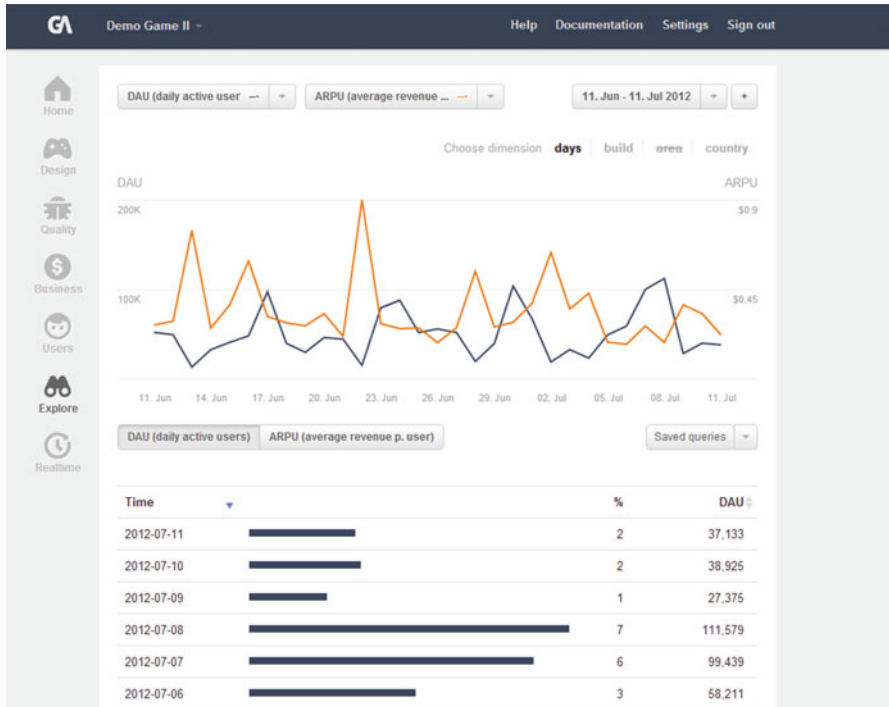 GA Demo Game II Help Documentation Settings Sign out
Home
Design
Quality
Business
Users
Explore
Realtime
DAU (daily active user ARPU (average revenue ... 11. Jun - 11. Jul 2012 +
Choose dimension days build area country
DAU ARPU
200K $0.9
100K $0.45
11. Jun 14. Jun 17. Jun 20. Jun 23. Jun 26. Jun 29. Jun 02. Jul 05. Jul 08. Jul 11. Jul
DAU (daily active users) ARPU (average revenue p. user) Saved queries
Time % DAU
2012-07-11 2 37,133
2012-07-10 2 38,925
2012-07-09 1 27,375
2012-07-08 7 111,579
2012-07-07 6 99,439
2012-07-06 3 58,211